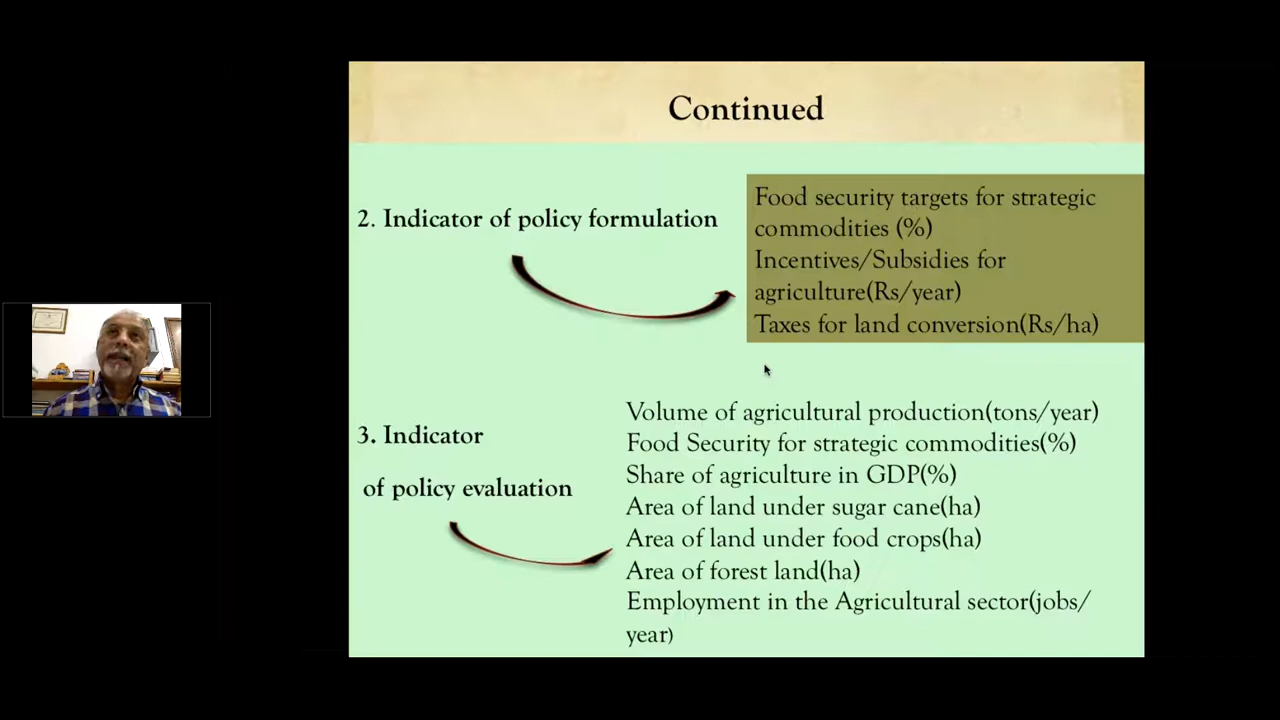 Continued
2. Indicator of policy formulation
Food security targets for strategic
commodities (%)
Incentives/Subsidies for
agriculture(Rs/year)
Taxes for land conversion(Rs/ha)
3. Indicator
of policy evaluation
Volume of agricultural production(tons/year)
Food Security for strategic commodities(%)
Share of agriculture in GDP(%)
Area of land under sugar cane(ha)
Area of land under food crops(ha)
Area of forest land(ha)
Employment in the Agricultural sector(jobs/
year)